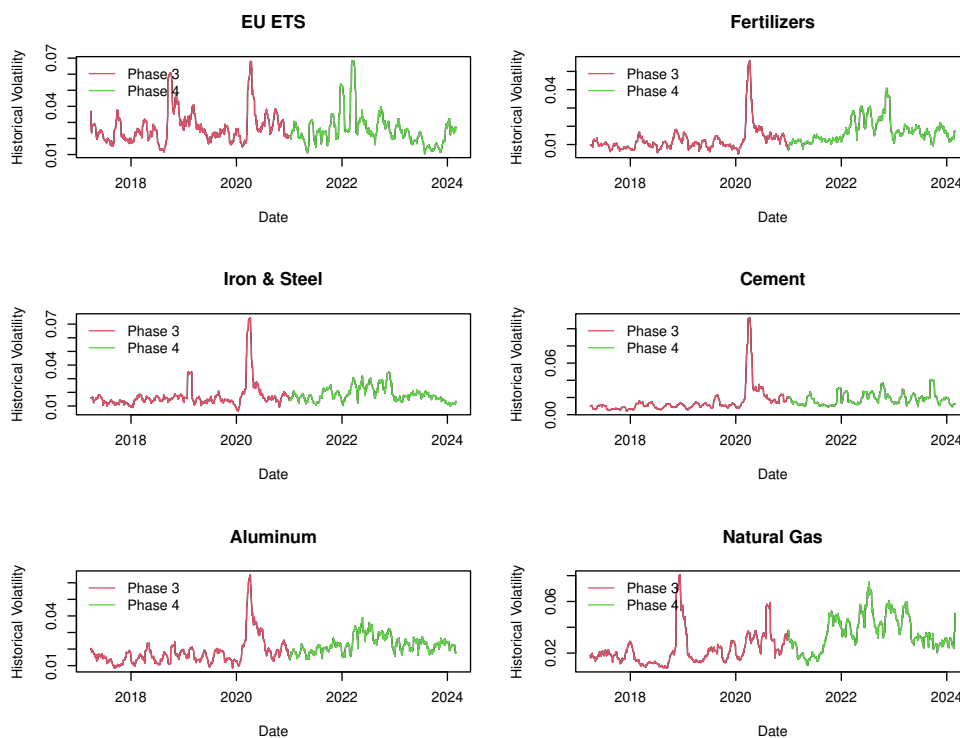 EU ETS
Historical Volatility
0.01
0.04
0.07
Phase 3
Phase 4
2018
2020
2022
2024
Date
Fertilizers
Historical Volatility
0.01
0.04
Phase 3
Phase 4
2018
2020
2022
2024
Date
Iron & Steel
Historical Volatility
0.01
0.04
0.07
Phase 3
Phase 4
2018
2020
2022
2024
Date
Cement
Historical Volatility
0.00
0.06
Phase 3
Phase 4
2018
2020
2022
2024
Date
Aluminum
Historical Volatility
0.01
0.04
Phase 3
Phase 4
2018
2020
2022
2024
Date
Natural Gas
Historical Volatility
0.02
0.06
Phase 3
Phase 4
2018
2020
2022
2024
Date